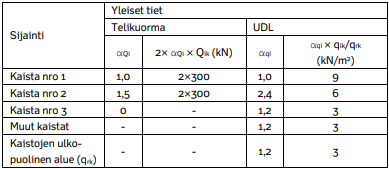 Sijainti
Yleiset tiet
Telikuorma
UDL
αQi
2× αQi × Qik (kN)
αqi
αqi × qik/qrk
(kN/m²)
Kaista nro 1
1,0
2×300
1,0
9
Kaista nro 2
1,5
2×300
2,4
6
Kaista nro 3
0
-
1,2
3
Muut kaistat
-
-
1,2
3
Kaistojen ulko-
puolinen alue (qrk)
-
-
1,2
3